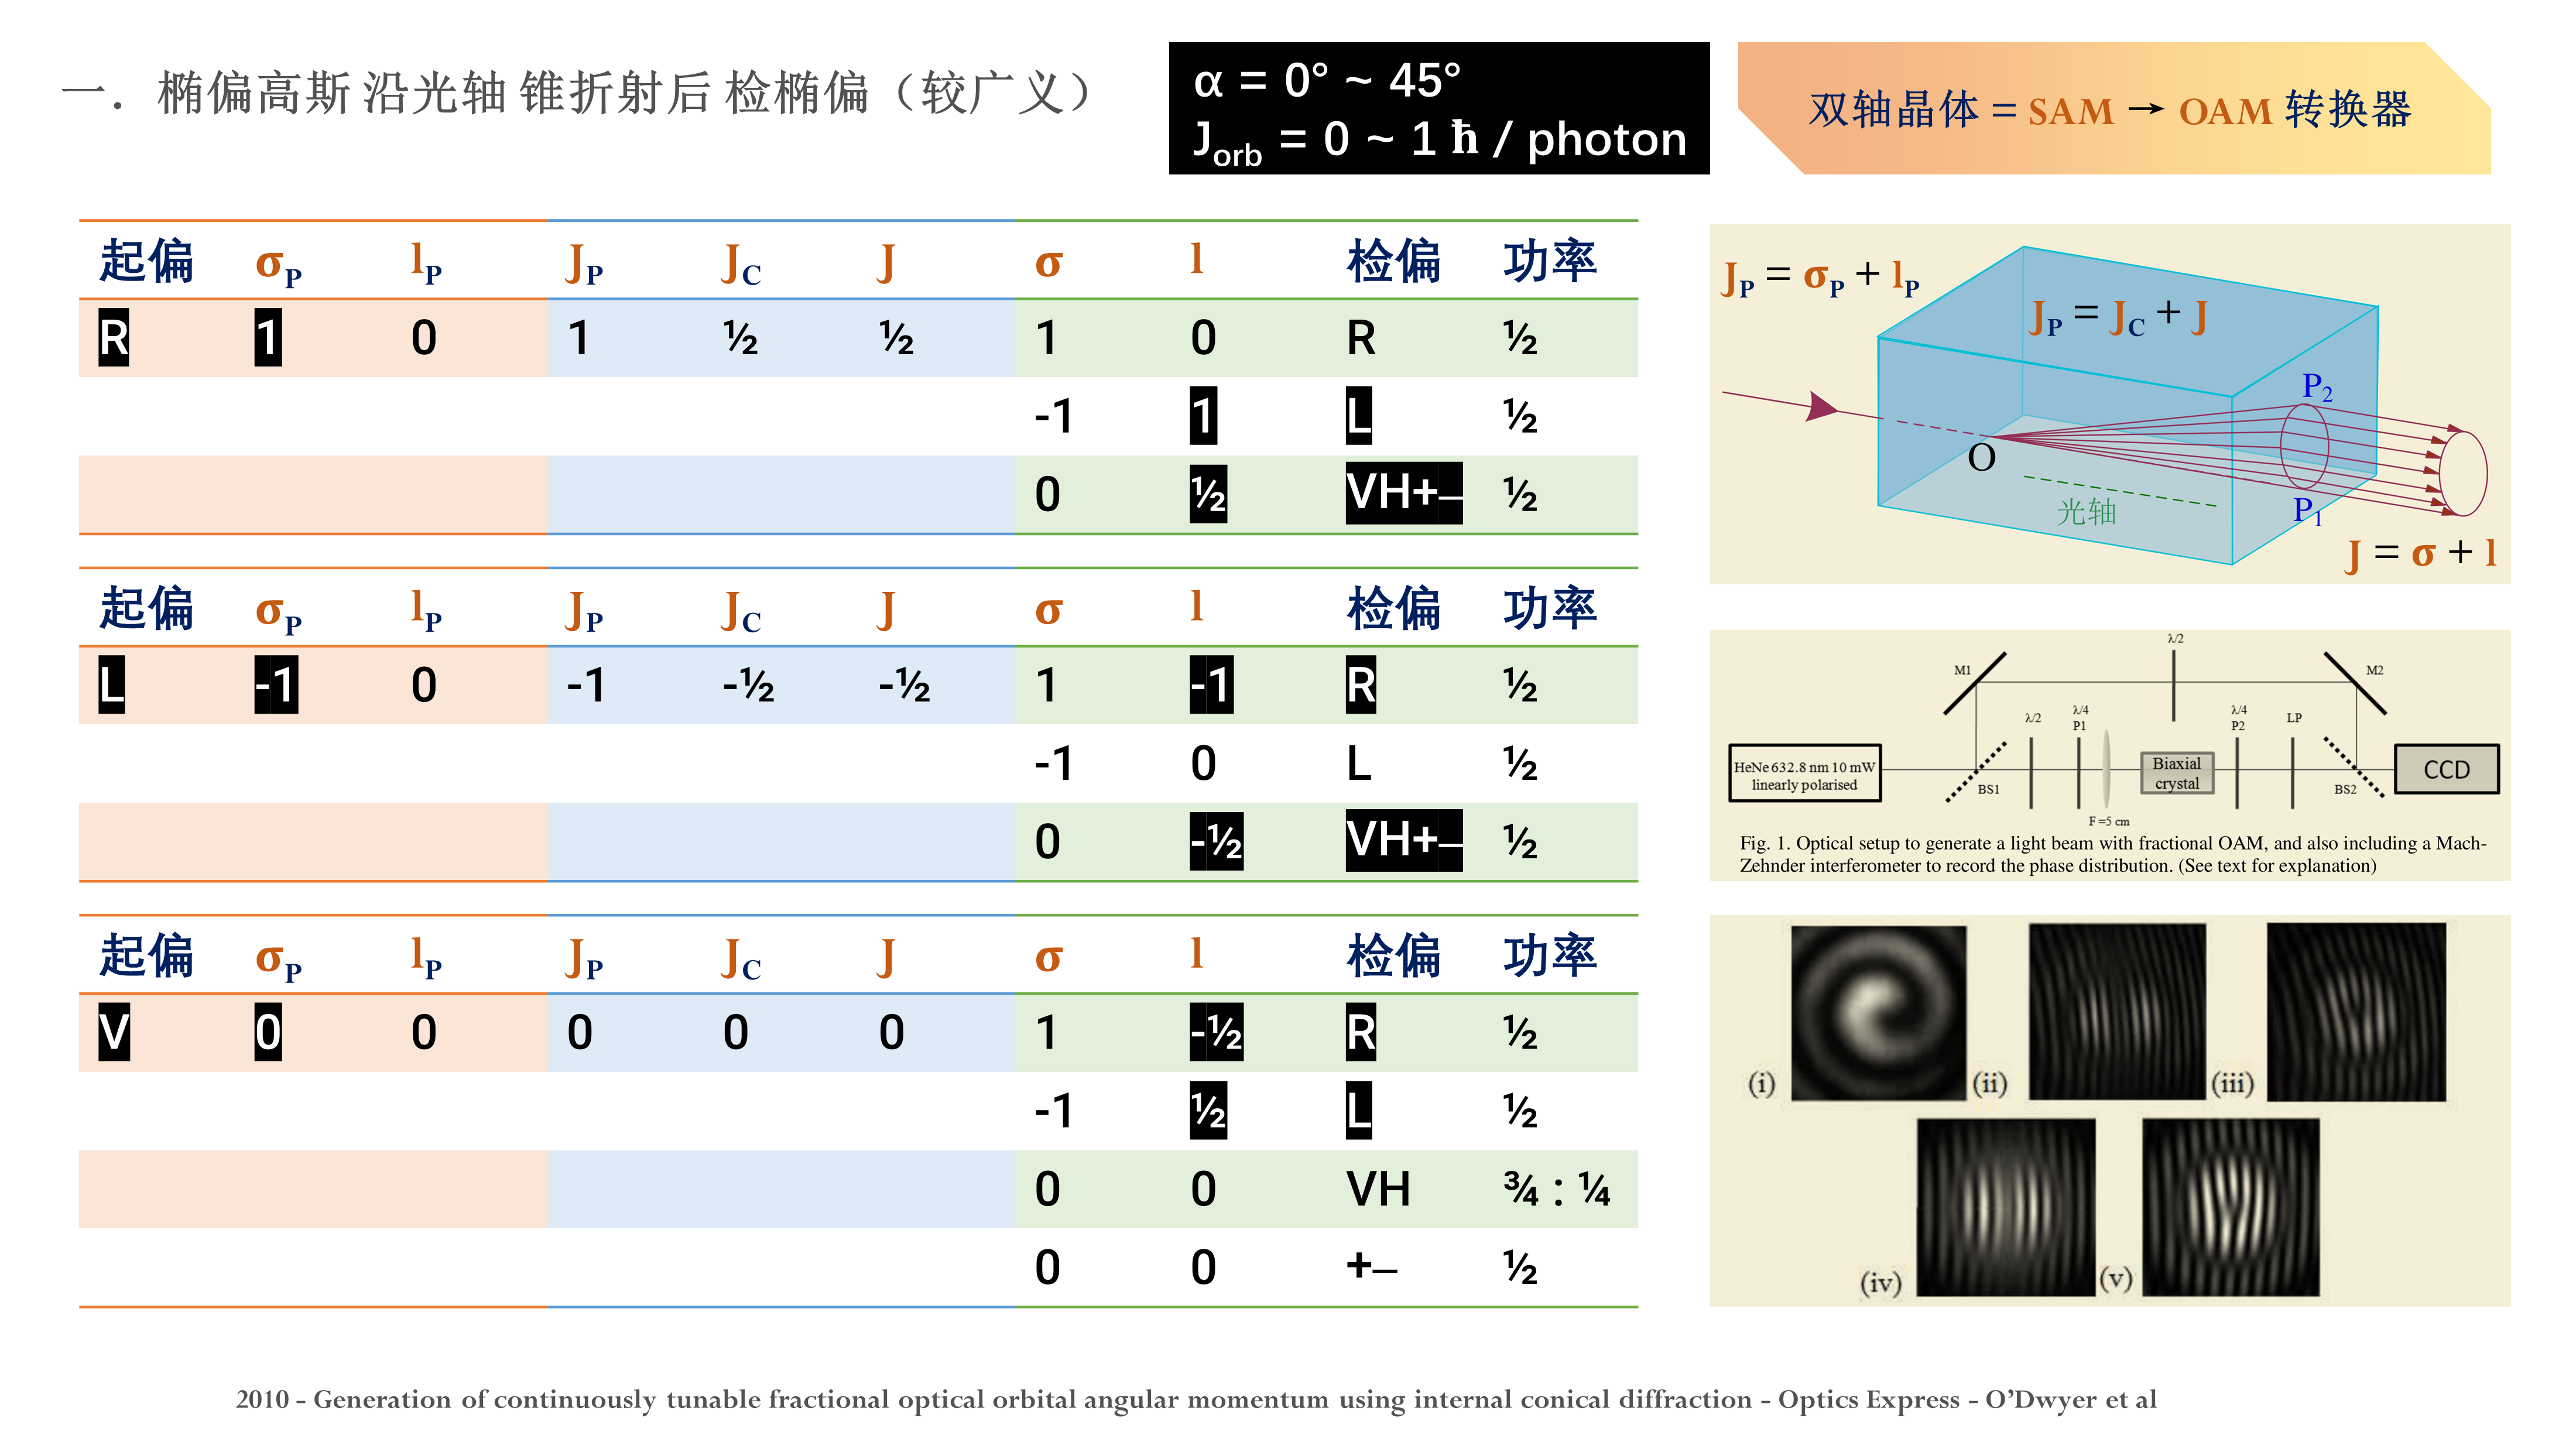 一．椭偏高斯 沿光轴 锥折射后 检椭偏（较广义）
α = 0° ~ 45°
J_orb = 0 ~ 1 ħ / photon
双轴晶体 = SAM → OAM 转换器
起偏 σ_P l_P J_P J_C J σ l 检偏 功率
R 1 0 1 ½ ½ 1 0 R ½
-1 1 L ½
0 ½ VH+– ½
起偏 σ_P l_P J_P J_C J σ l 检偏 功率
L -1 0 -1 -½ -½ 1 -1 R ½
-1 0 L ½
0 -½ VH+– ½
起偏 σ_P l_P J_P J_C J σ l 检偏 功率
V 0 0 0 0 0 1 -½ R ½
-1 ½ L ½
0 0 VH ¾ : ¼
0 0 +– ½
J_P = σ_P + l_P
J_P = J_C + J
P_2
O
光轴
P_1
J = σ + l
λ/2
M1
M2
λ/2
λ/4
P1
λ/4
P2
LP
HeNe 632.8 nm 10 mW
linearly polarised
BS1
Biaxial
crystal
BS2
CCD
F =5 cm
Fig. 1. Optical setup to generate a light beam with fractional OAM, and also including a Mach-
Zehnder interferometer to record the phase distribution. (See text for explanation)
(i)
(ii)
(iii)
(iv)
(v)
2010 - Generation of continuously tunable fractional optical orbital angular momentum using internal conical diffraction - Optics Express - O’Dwyer et al